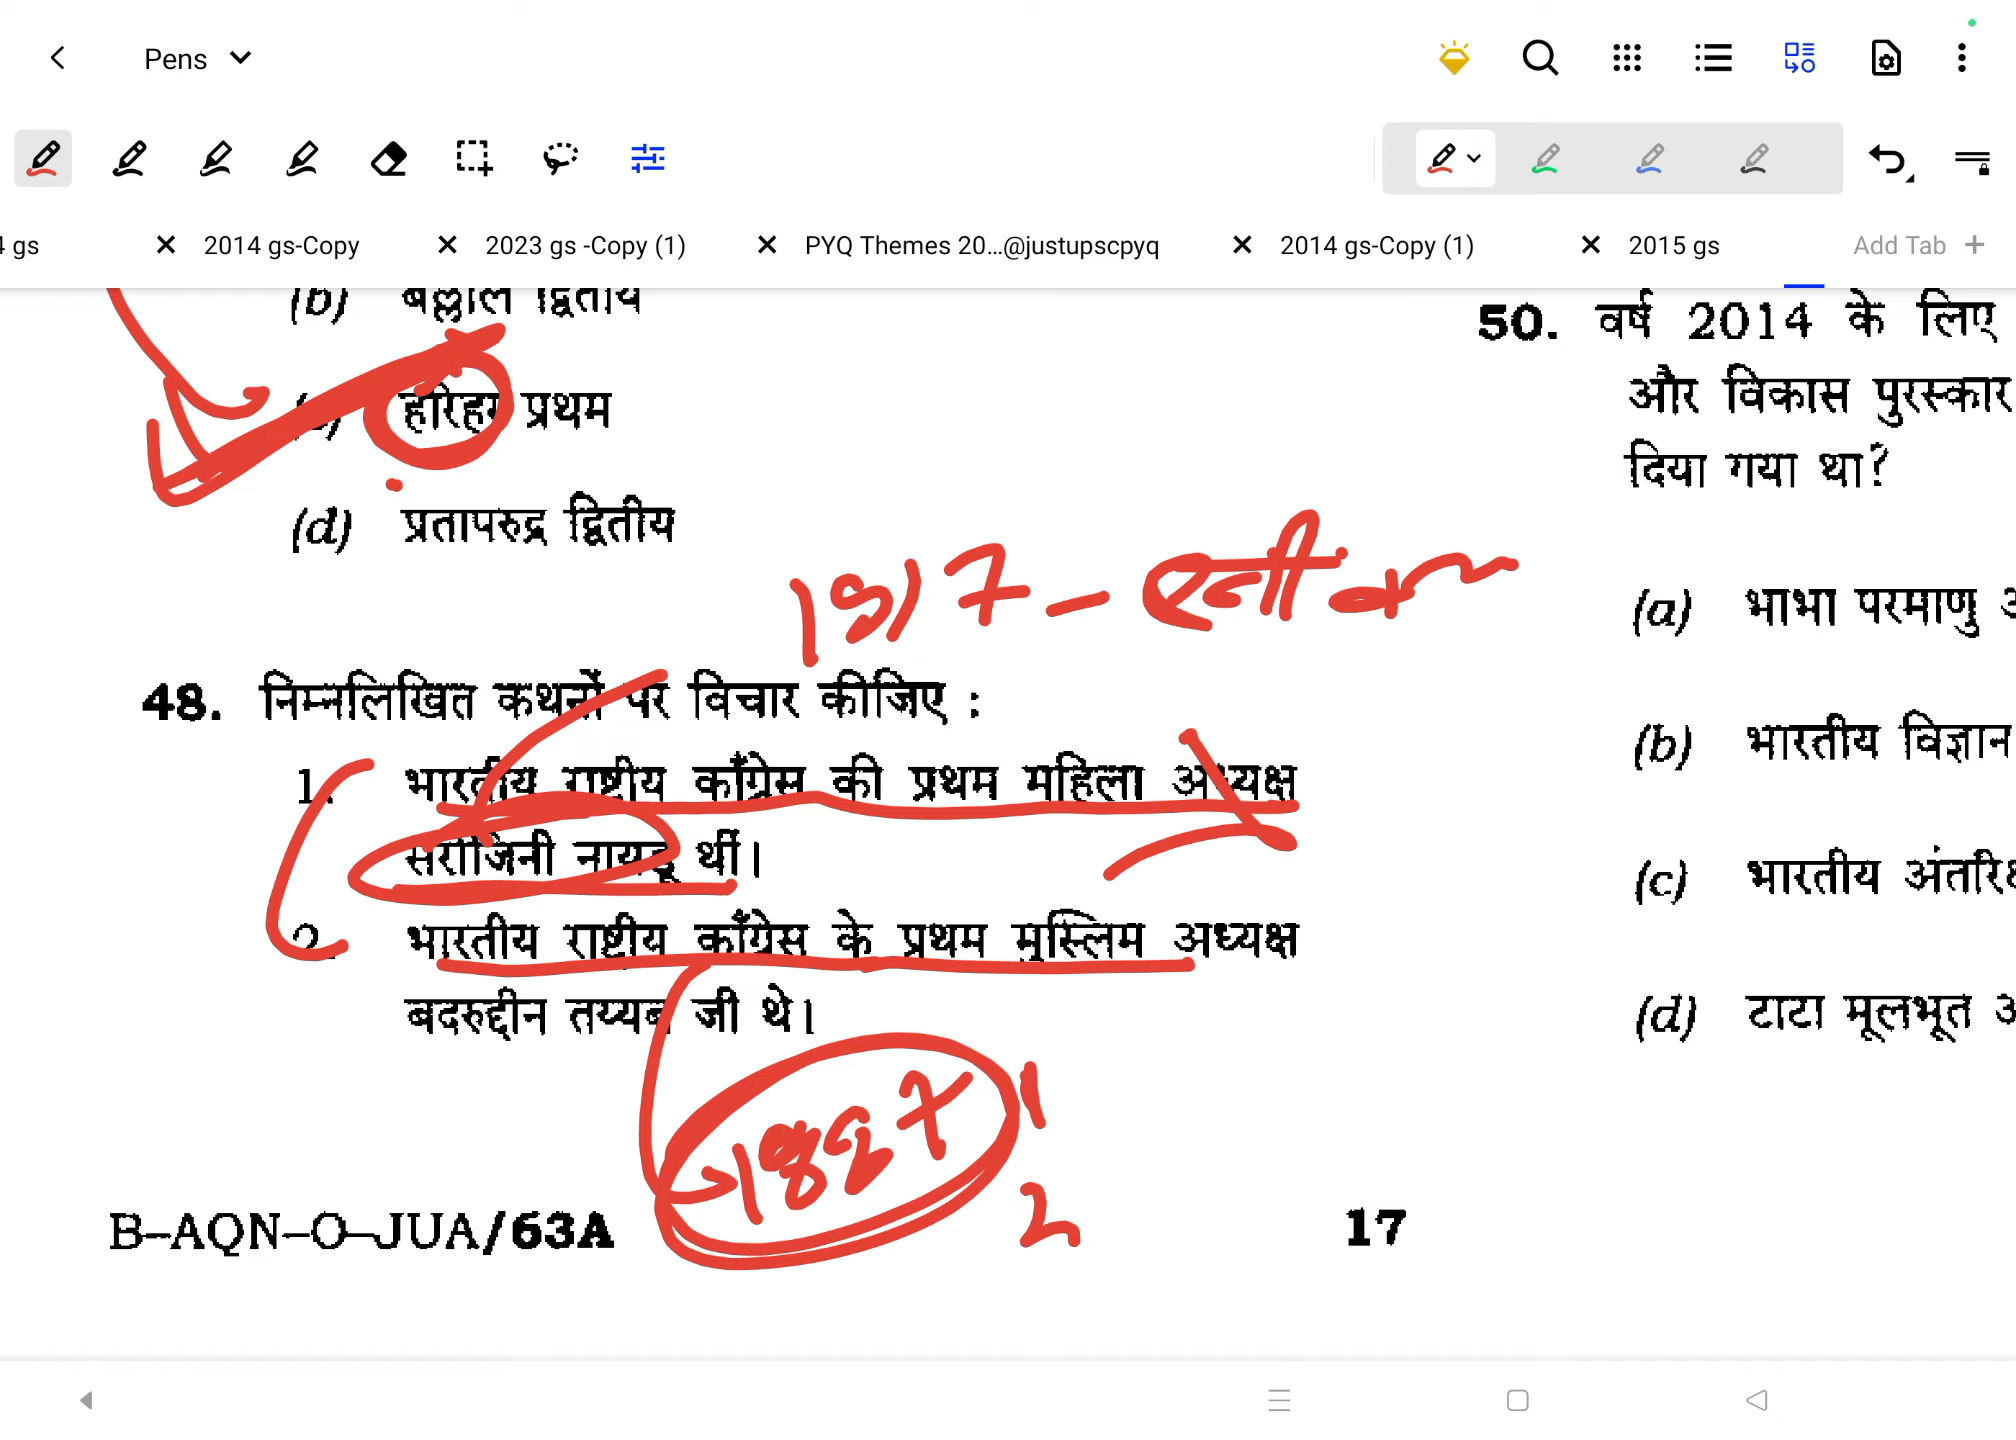 Pens
4 gs
2014 gs-Copy
2023 gs -Copy (1)
PYQ Themes 20...@justupscpyq
2014 gs-Copy (1)
2015 gs
Add Tab +
(b) बल्लाल द्वितीय
हरिहर प्रथम
(d) प्रतापरुद्र द्वितीय
1917 -
48. निम्नलिखित कथनों पर विचार कीजिए :
1. भारतीय राष्ट्रीय काँग्रेस की प्रथम महिला अध्यक्ष
सरोजिनी नायडू थीं।
2. भारतीय राष्ट्रीय काँग्रेस के प्रथम मुस्लिम अध्यक्ष
बदरुद्दीन तय्यब जी थे।
1
2
B–AQN–O–JUA/63A
17
50. वर्ष 2014 के लिए
और विकास पुरस्कार
दिया गया था?
(a) भाभा परमाणु
(b) भारतीय विज्ञान
(c) भारतीय
(d) टाटा मूलभूत